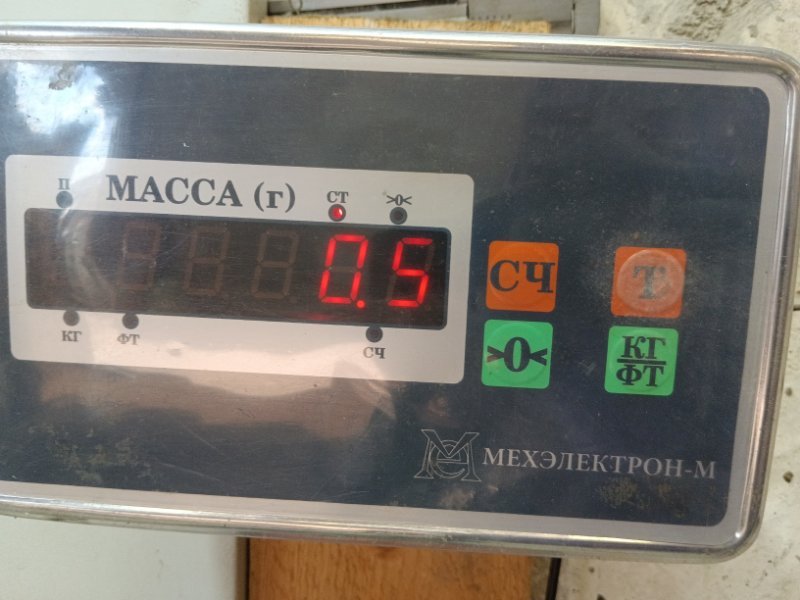 П МАССА (г) СТ >0<
0.5
КГ ФТ СЧ
СЧ Т
>0< КГ/ФТ
МЕХЭЛЕКТРОН-М